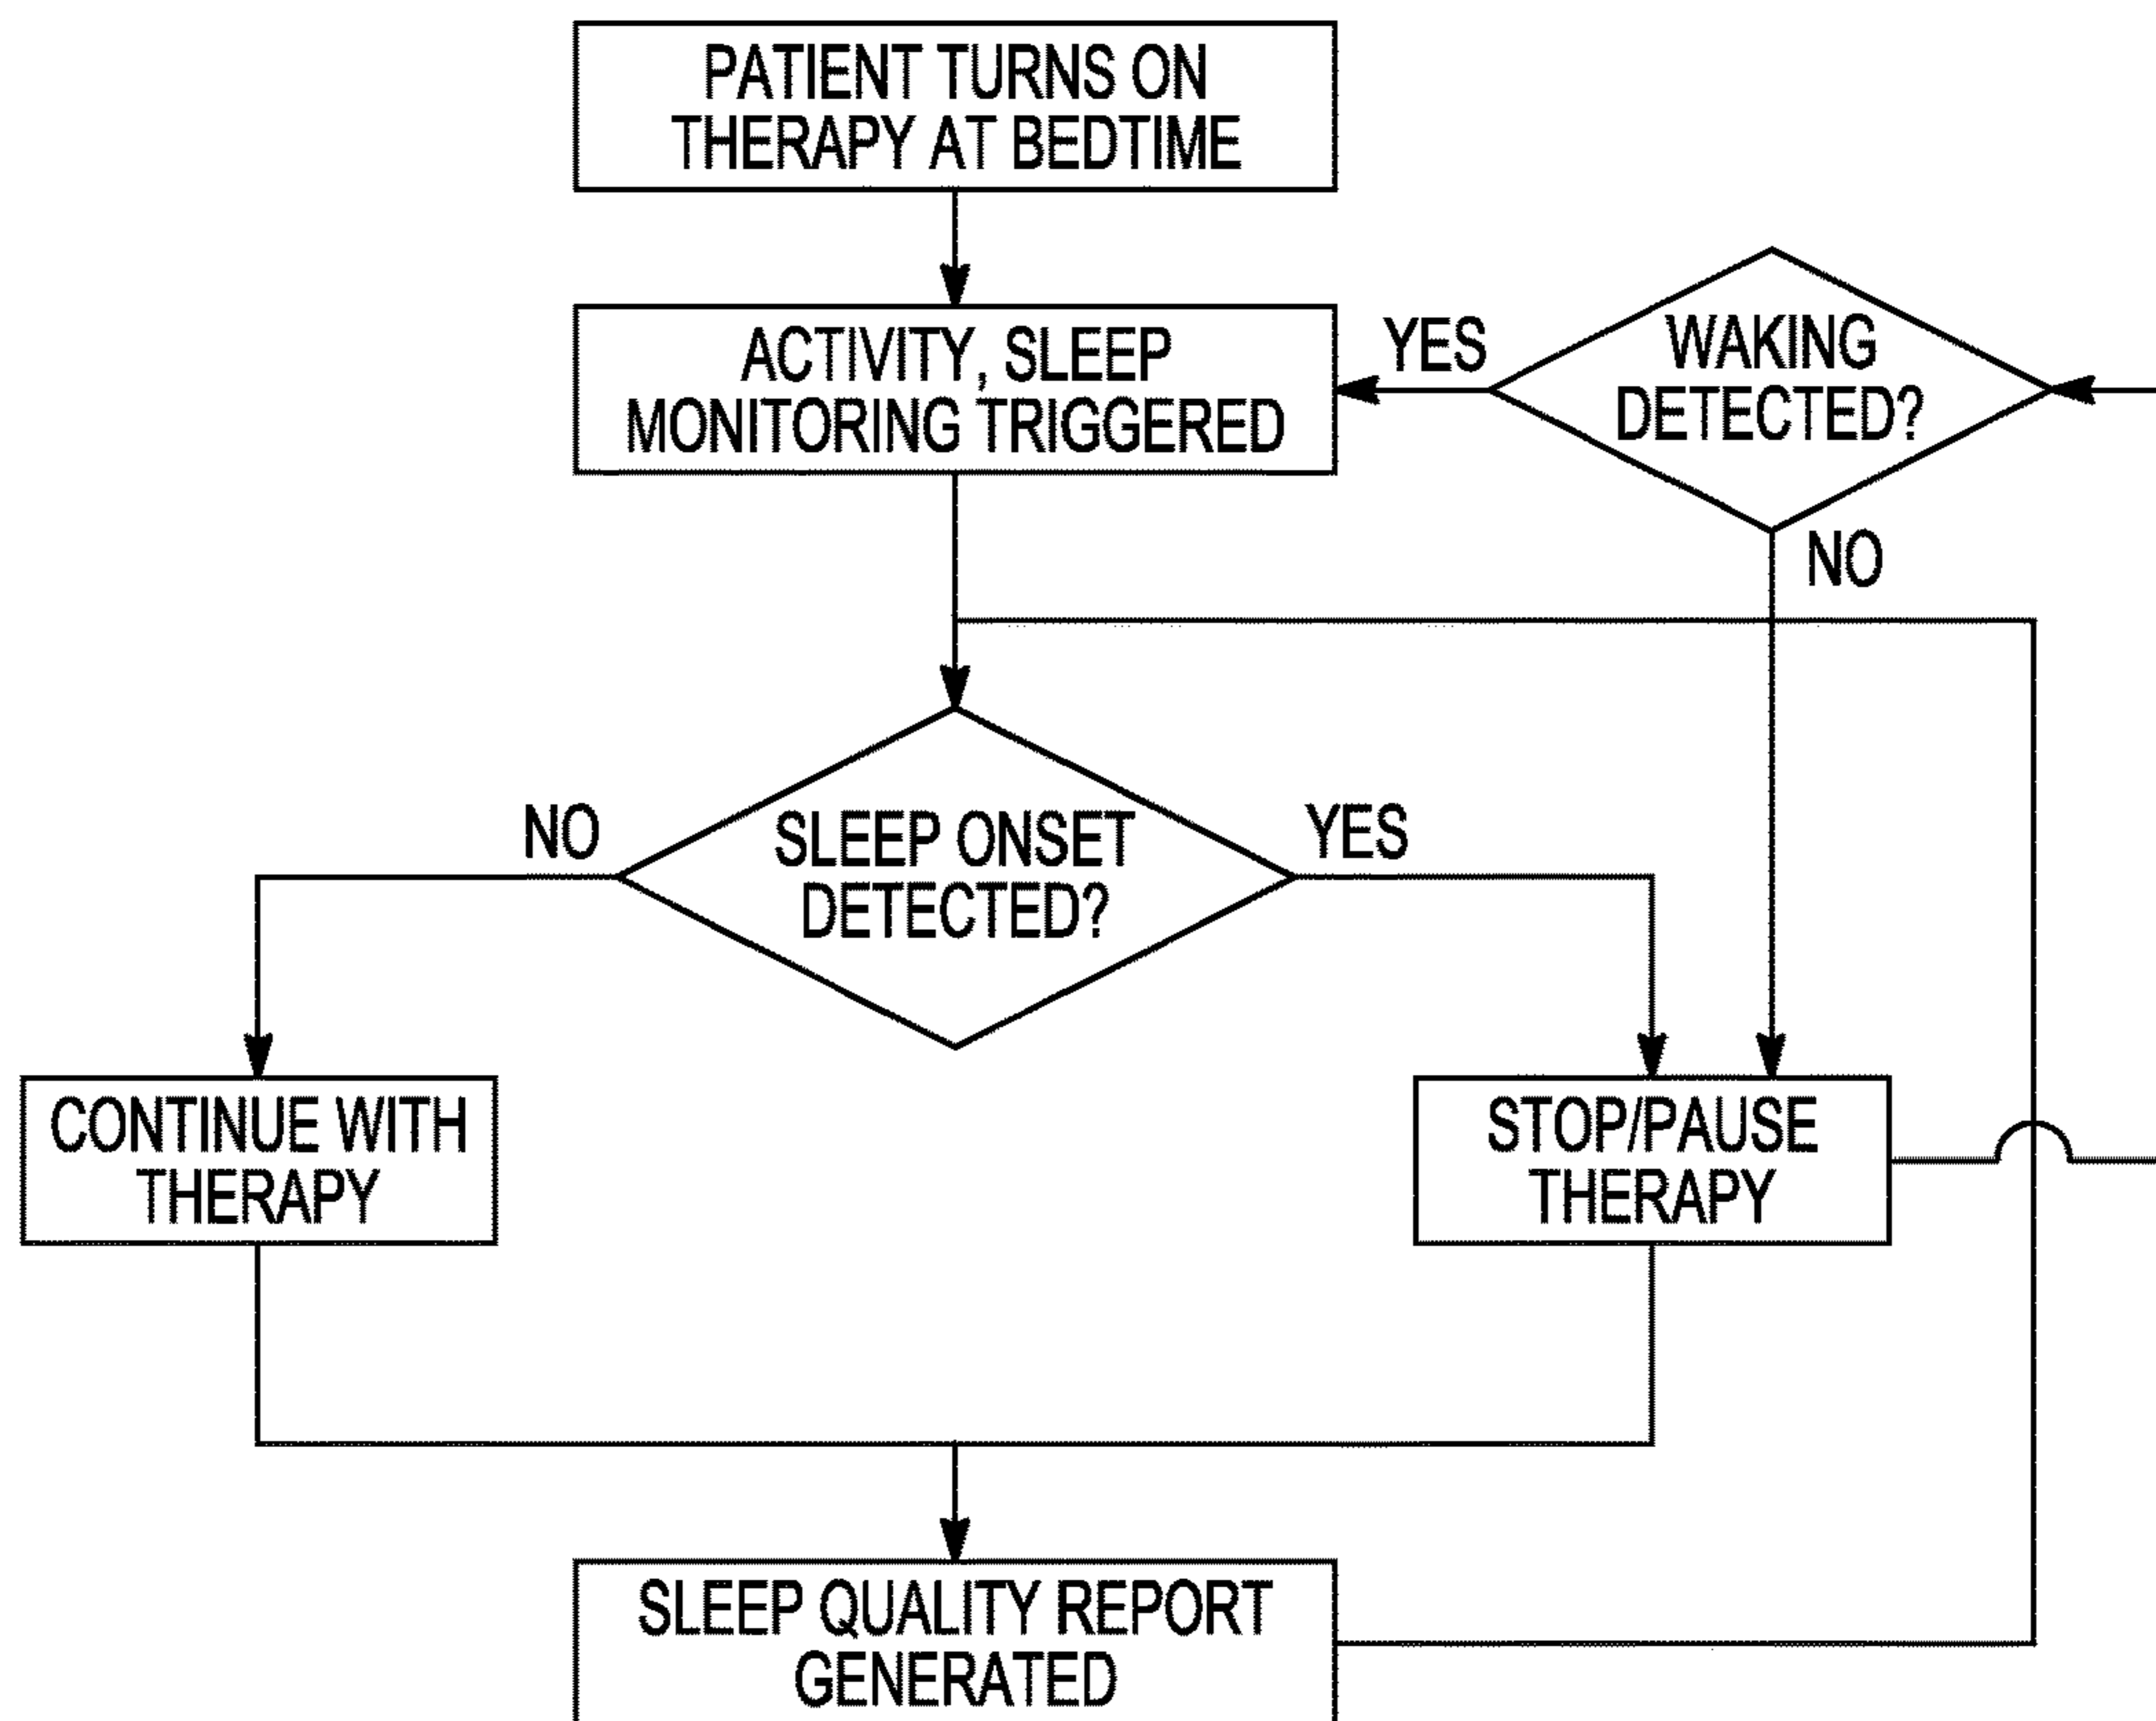 PATIENT TURNS ON
THERAPY AT BEDTIME
ACTIVITY, SLEEP
MONITORING TRIGGERED
YES
WAKING
DETECTED?
NO
SLEEP ONSET
DETECTED?
NO
YES
CONTINUE WITH
THERAPY
STOP/PAUSE
THERAPY
SLEEP QUALITY REPORT
GENERATED